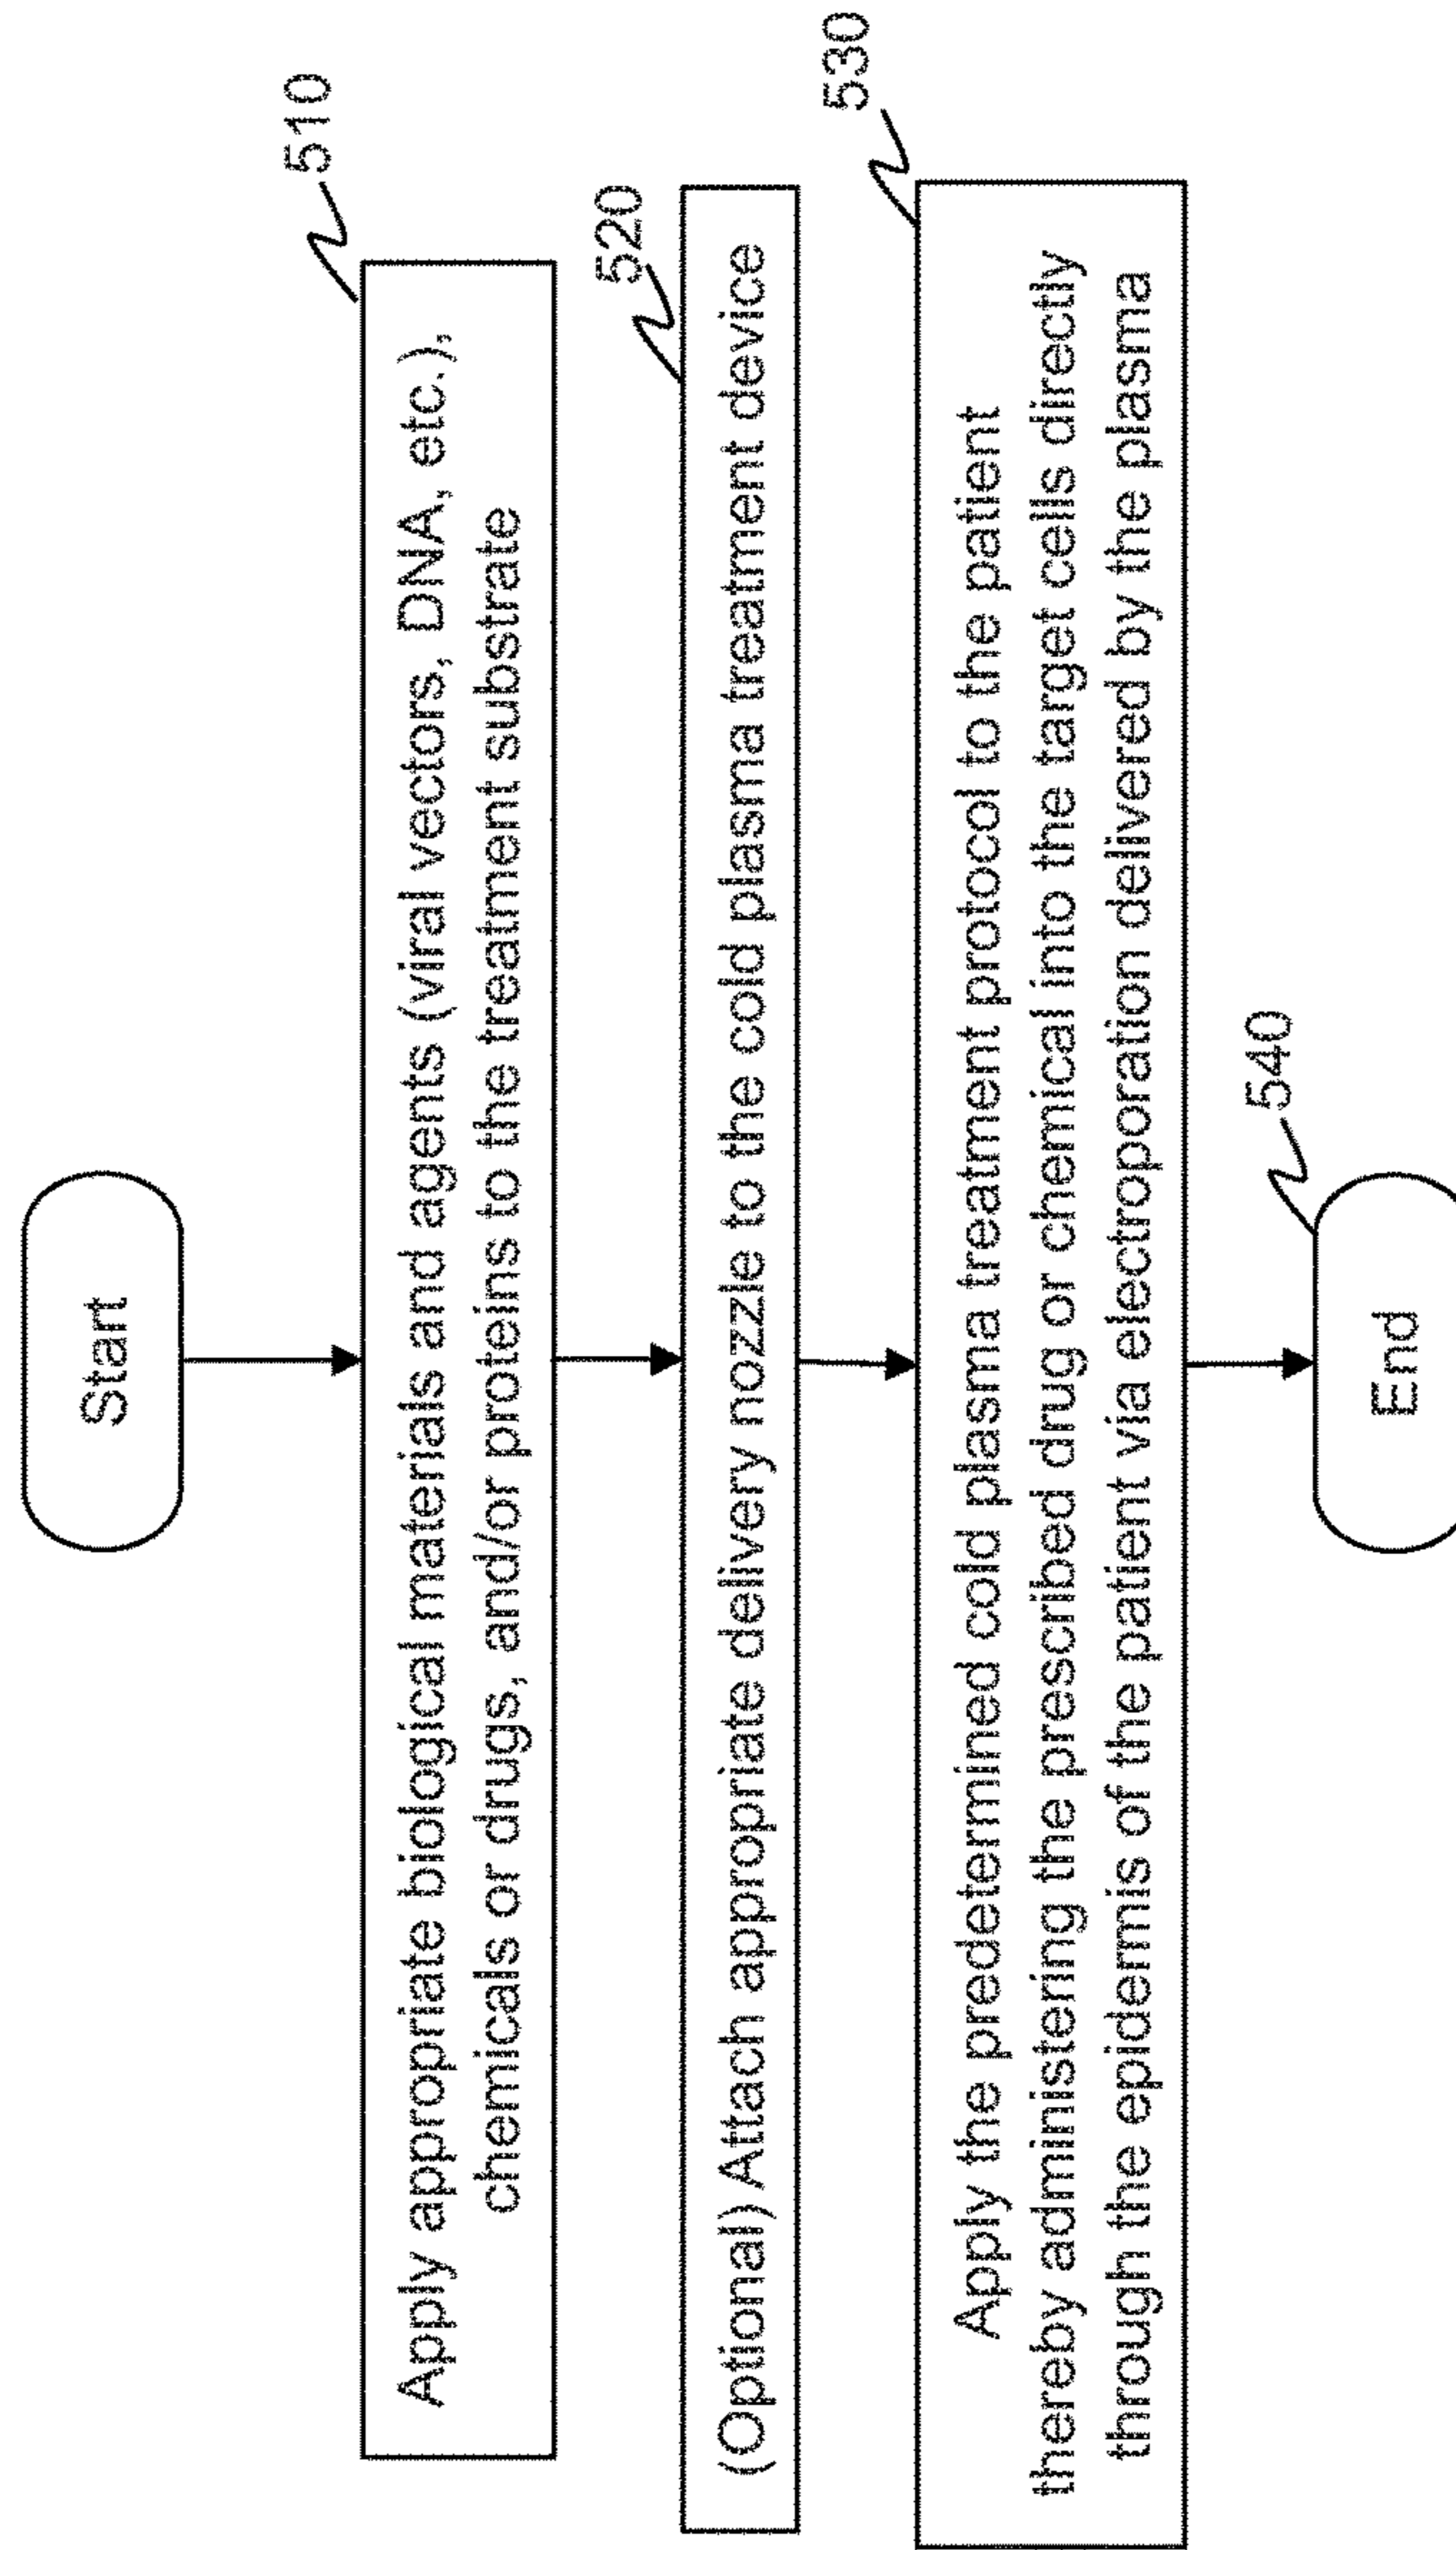 Start
510
Apply appropriate biological materials and agents (viral vectors, DNA, etc.),
chemicals or drugs, and/or proteins to the treatment substrate
520
(Optional) Attach appropriate delivery nozzle to the cold plasma treatment device
530
Apply the predetermined cold plasma treatment protocol to the patient
thereby administering the prescribed drug or chemical into the target cells directly
through the epidermis of the patient via electroporation delivered by the plasma
540
End